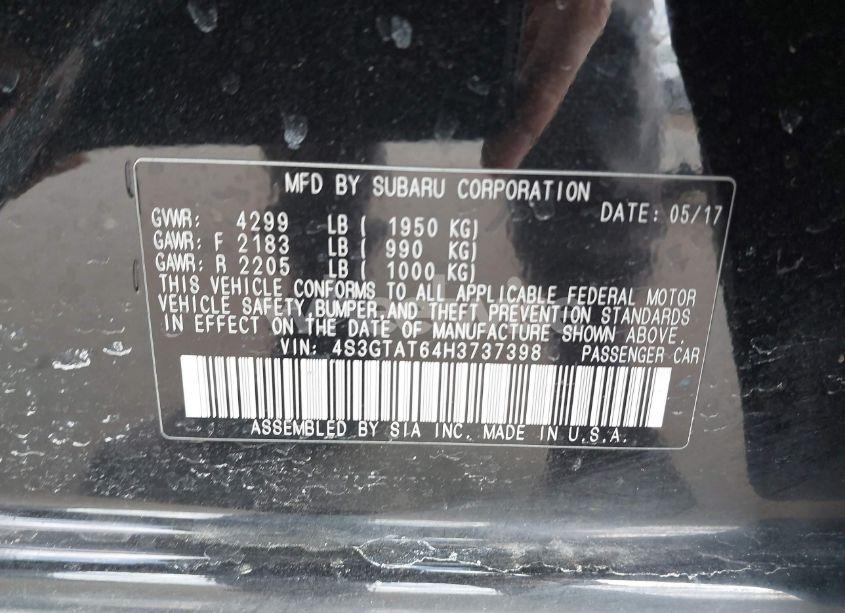 MFD BY SUBARU CORPORATION
DATE: 05/17
GVWR: 4299 LB ( 1950 KG)
GAWR: F 2183 LB ( 990 KG)
GAWR: R 2205 LB ( 1000 KG)
THIS VEHICLE CONFORMS TO ALL APPLICABLE FEDERAL MOTOR
VEHICLE SAFETY, BUMPER, AND THEFT PREVENTION STANDARDS
IN EFFECT ON THE DATE OF MANUFACTURE SHOWN ABOVE.
VIN: 4S3GTAT64H3737398 PASSENGER CAR
ASSEMBLED BY SIA INC. MADE IN U.S.A.